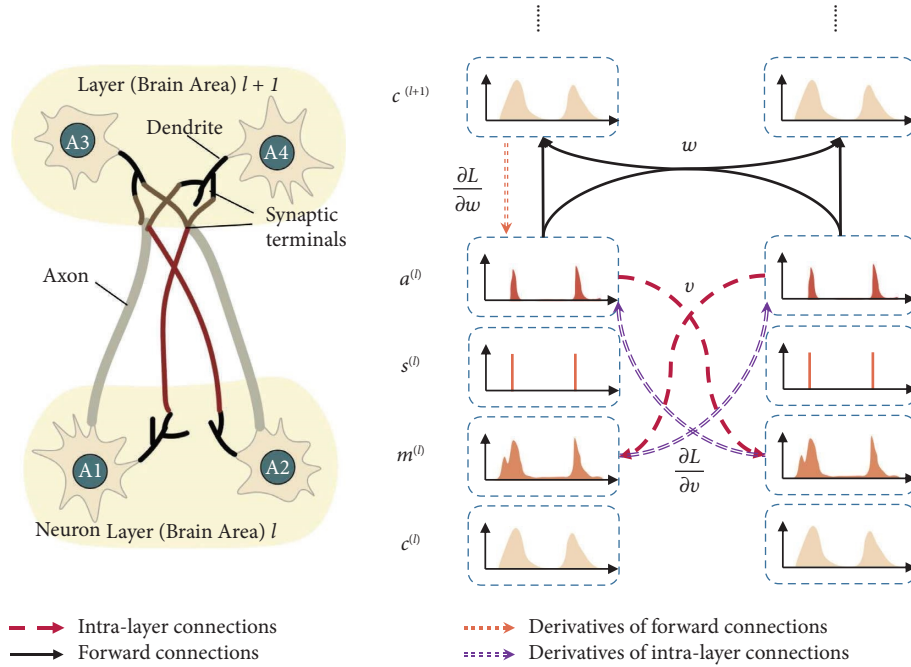 Layer (Brain Area) l + 1
A3
Dendrite
A4
Synaptic
terminals
Axon
A1
A2
Neuron Layer (Brain Area) l
c (l+1)
w
∂L
∂w
a(l)
v
s(l)
m(l)
∂L
∂v
c(l)
Intra-layer connections
Forward connections
Derivatives of forward connections
Derivatives of intra-layer connections